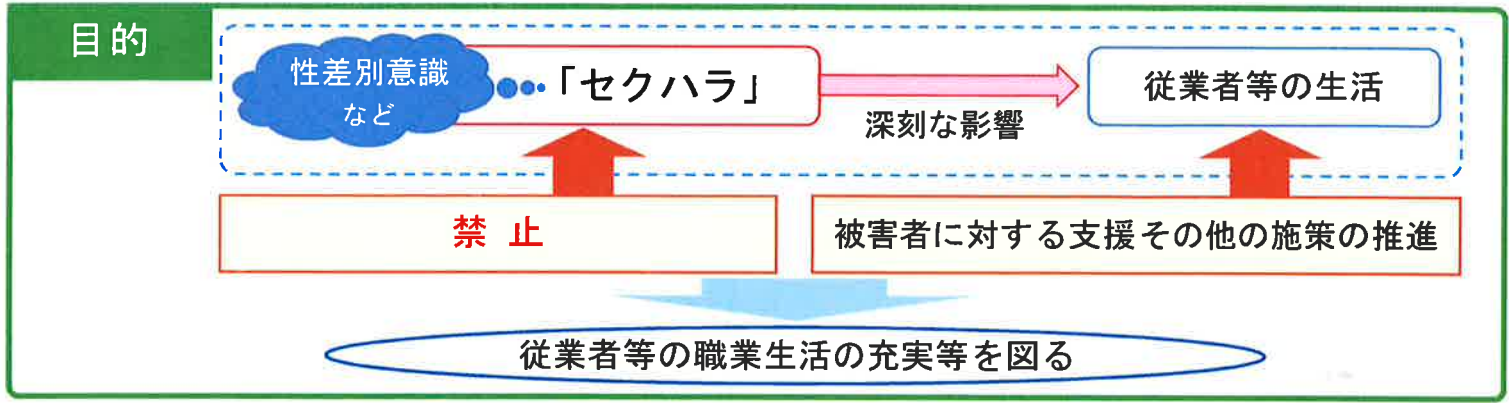 目的
性差別意識
など
「セクハラ」
深刻な影響
従業者等の生活
禁止
被害者に対する支援その他の施策の推進
従業者等の職業生活の充実等を図る